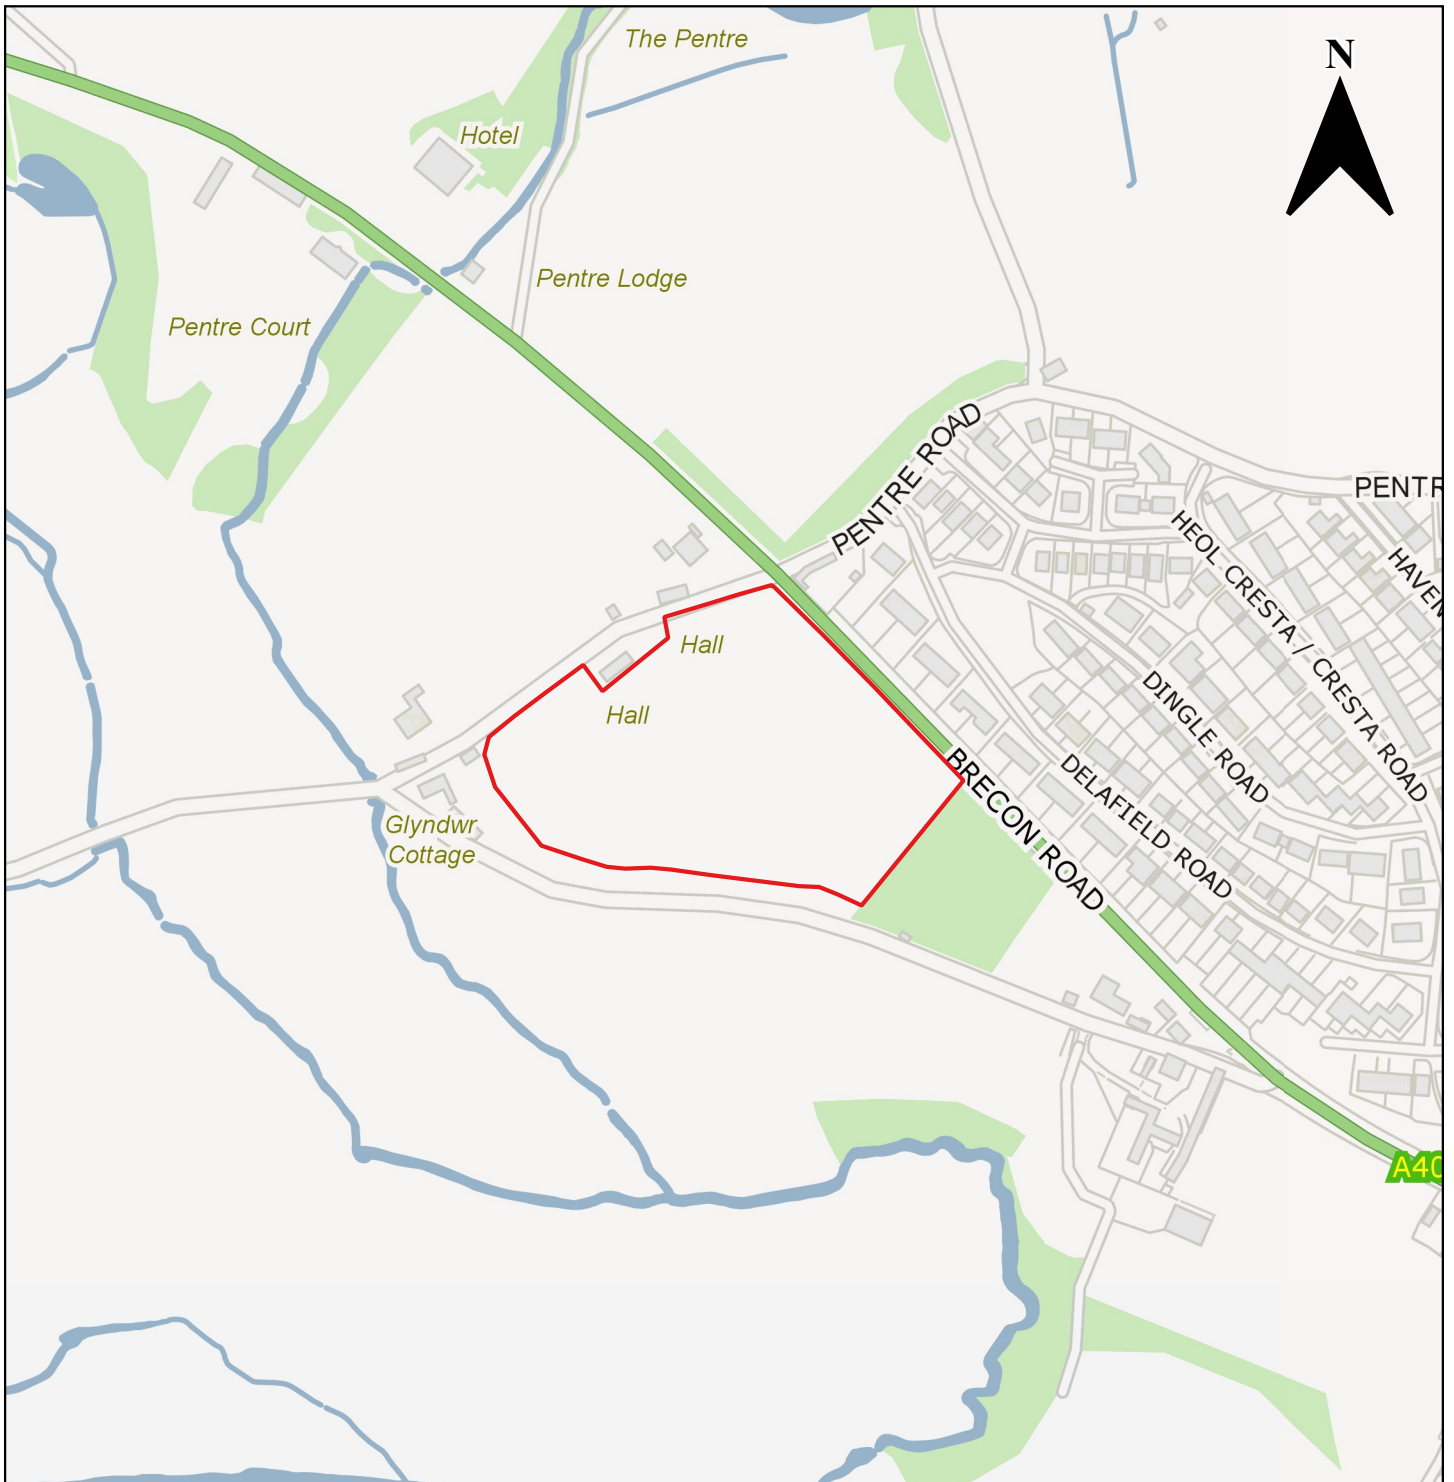 The Pentre
N
Hotel
Pentre Lodge
Pentre Court
PENTRE ROAD
PENTR
HEOL CRESTA / CRESTA ROAD
HAVEN
Hall
Hall
DINGLE ROAD
BRECON ROAD
DELAFIELD ROAD
Glyndwr
Cottage
A40